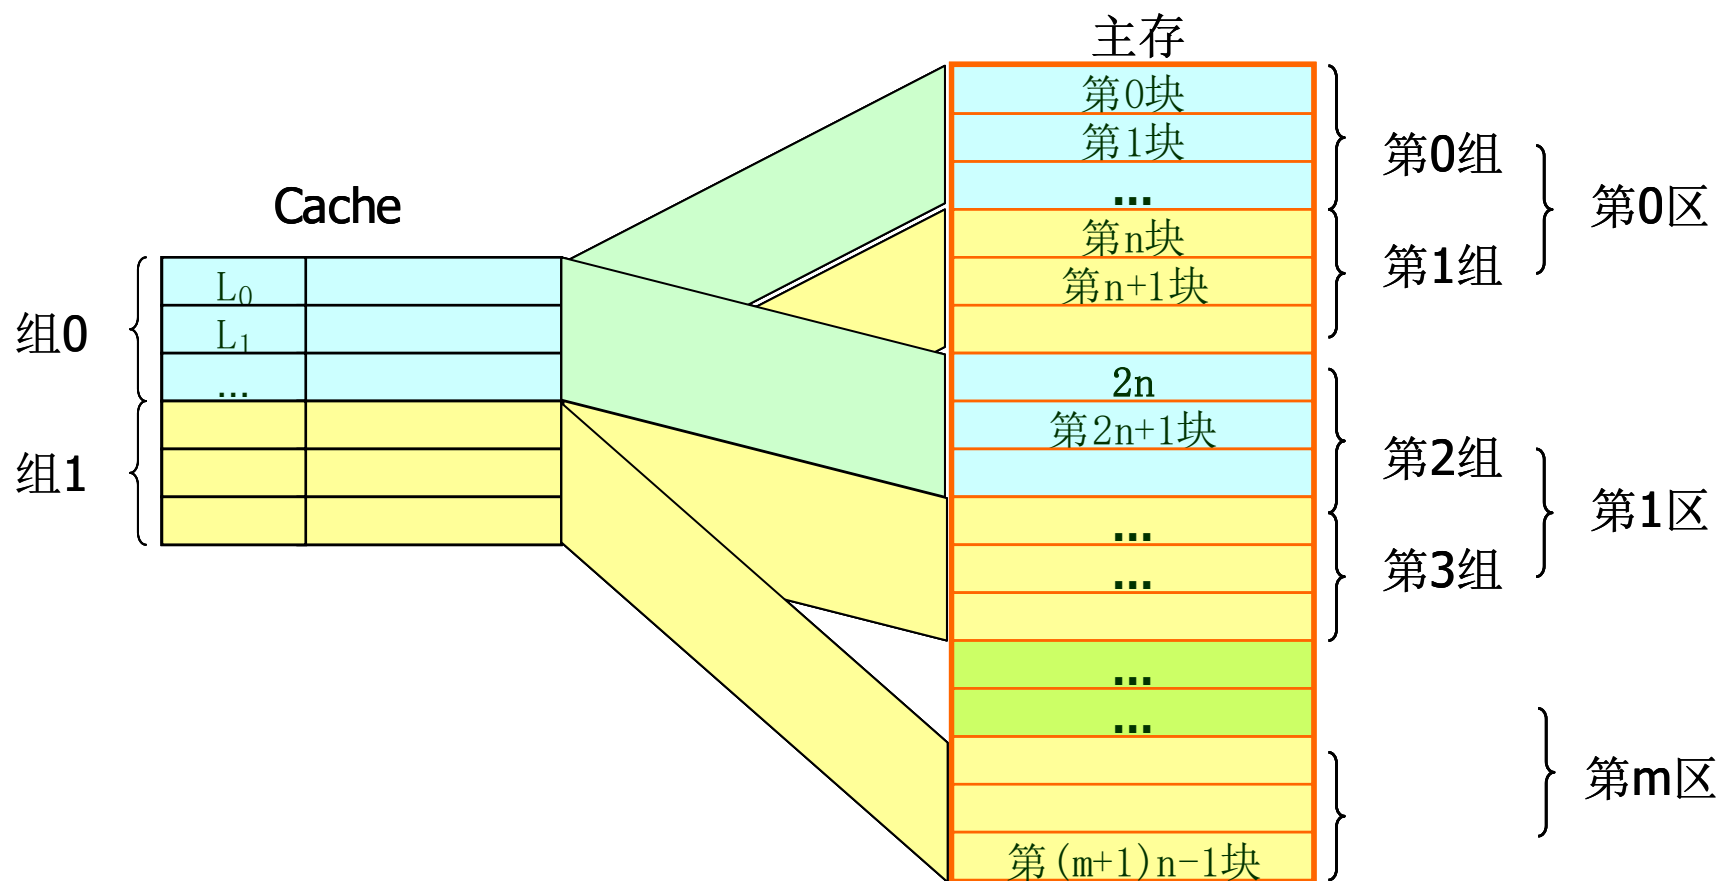 主存
第0块
第1块
...
第n块
第n+1块
2n
第2n+1块
...
...
...
...
第(m+1)n-1块
第0组
第1组
第2组
第3组
第0区
第1区
第m区
Cache
组0
L0
L1
...
组1